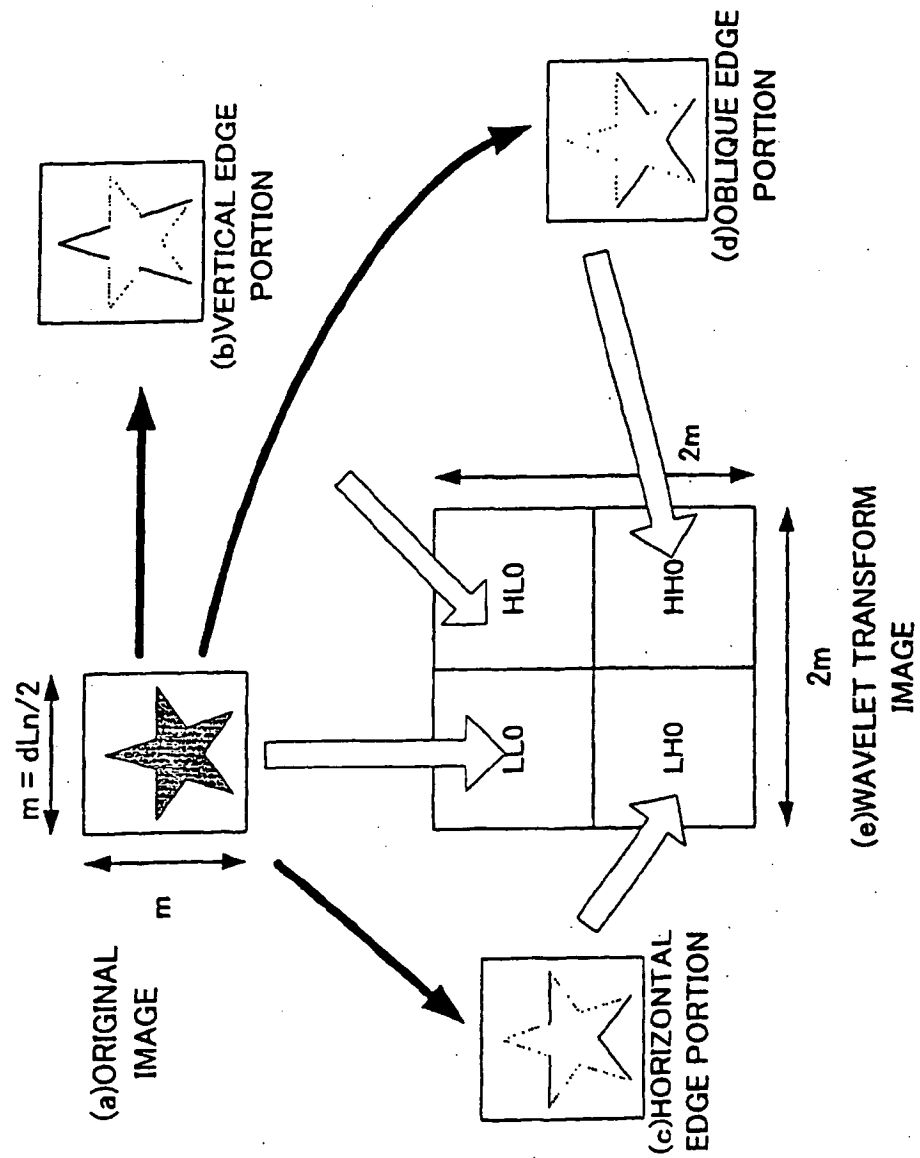 m = dLn/2
m
(a)ORIGINAL
IMAGE
(b)VERTICAL EDGE
PORTION
(c)HORIZONTAL
EDGE PORTION
LL0
HL0
LH0
HH0
2m
2m
(d)OBLIQUE EDGE
PORTION
(e)WAVELET TRANSFORM
IMAGE